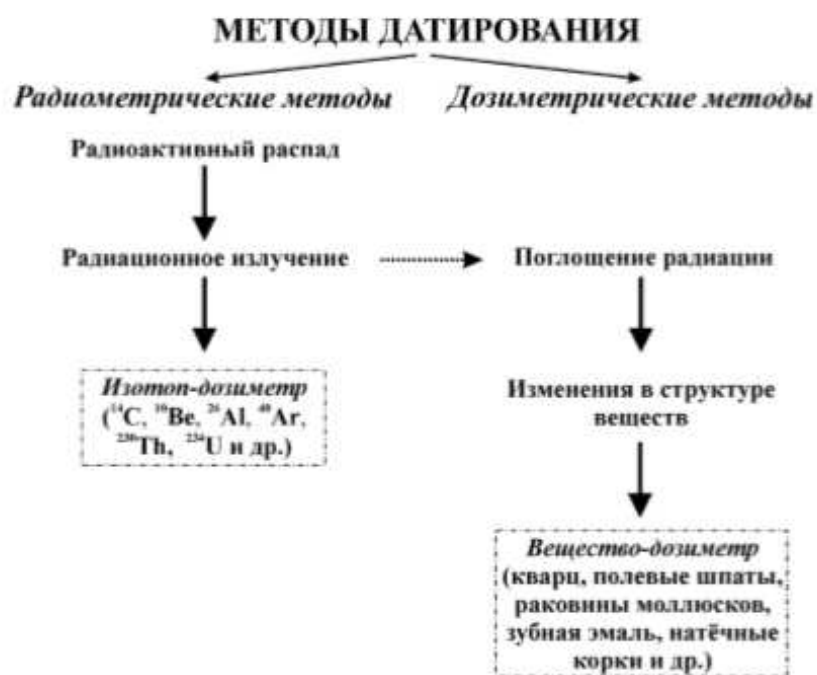 МЕТОДЫ ДАТИРОВАНИЯ
Радиометрические методы
Дозиметрические методы
Радиоактивный распад
Радиационное излучение
Поглощение радиации
Изотоп-дозиметр
(¹⁴C, ¹⁰Be, ²⁶Al, ⁴⁰Ar,
²³⁰Th, ²³⁴U и др.)
Изменения в структуре
веществ
Вещество-дозиметр
(кварц, полевые шпаты,
раковины моллюсков,
зубная эмаль, натёчные
корки и др.)